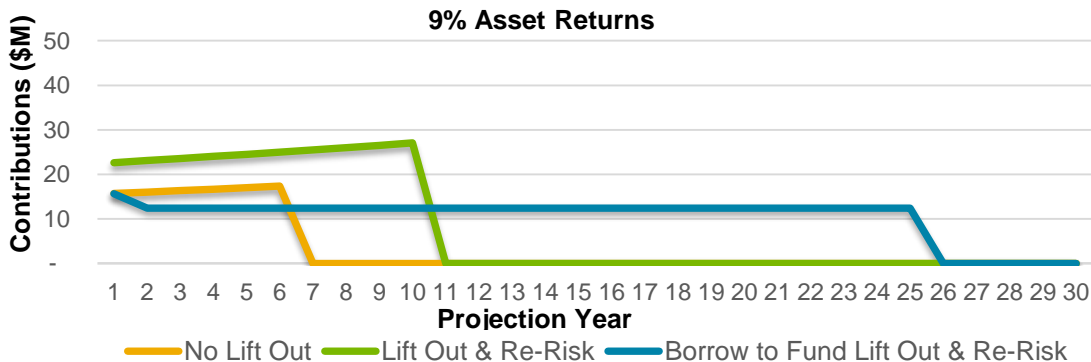 9% Asset Returns
Contributions ($M)
50
40
30
20
10
-
1 2 3 4 5 6 7 8 9 10 11 12 13 14 15 16 17 18 19 20 21 22 23 24 25 26 27 28 29 30
Projection Year
No Lift Out Lift Out & Re-Risk Borrow to Fund Lift Out & Re-Risk